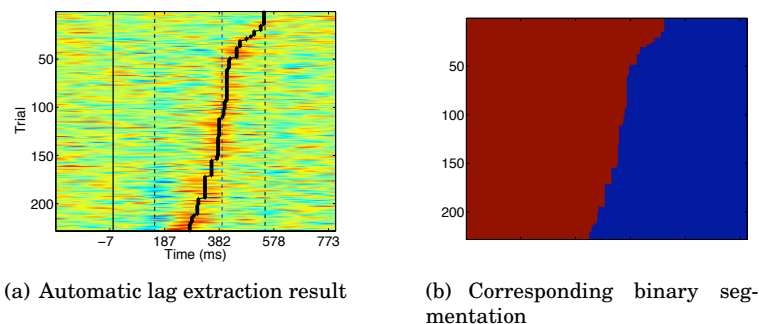 50
100
150
200
Trial
−7 187 382 578 773
Time (ms)
50
100
150
200
(a) Automatic lag extraction result
(b) Corresponding binary seg-
mentation